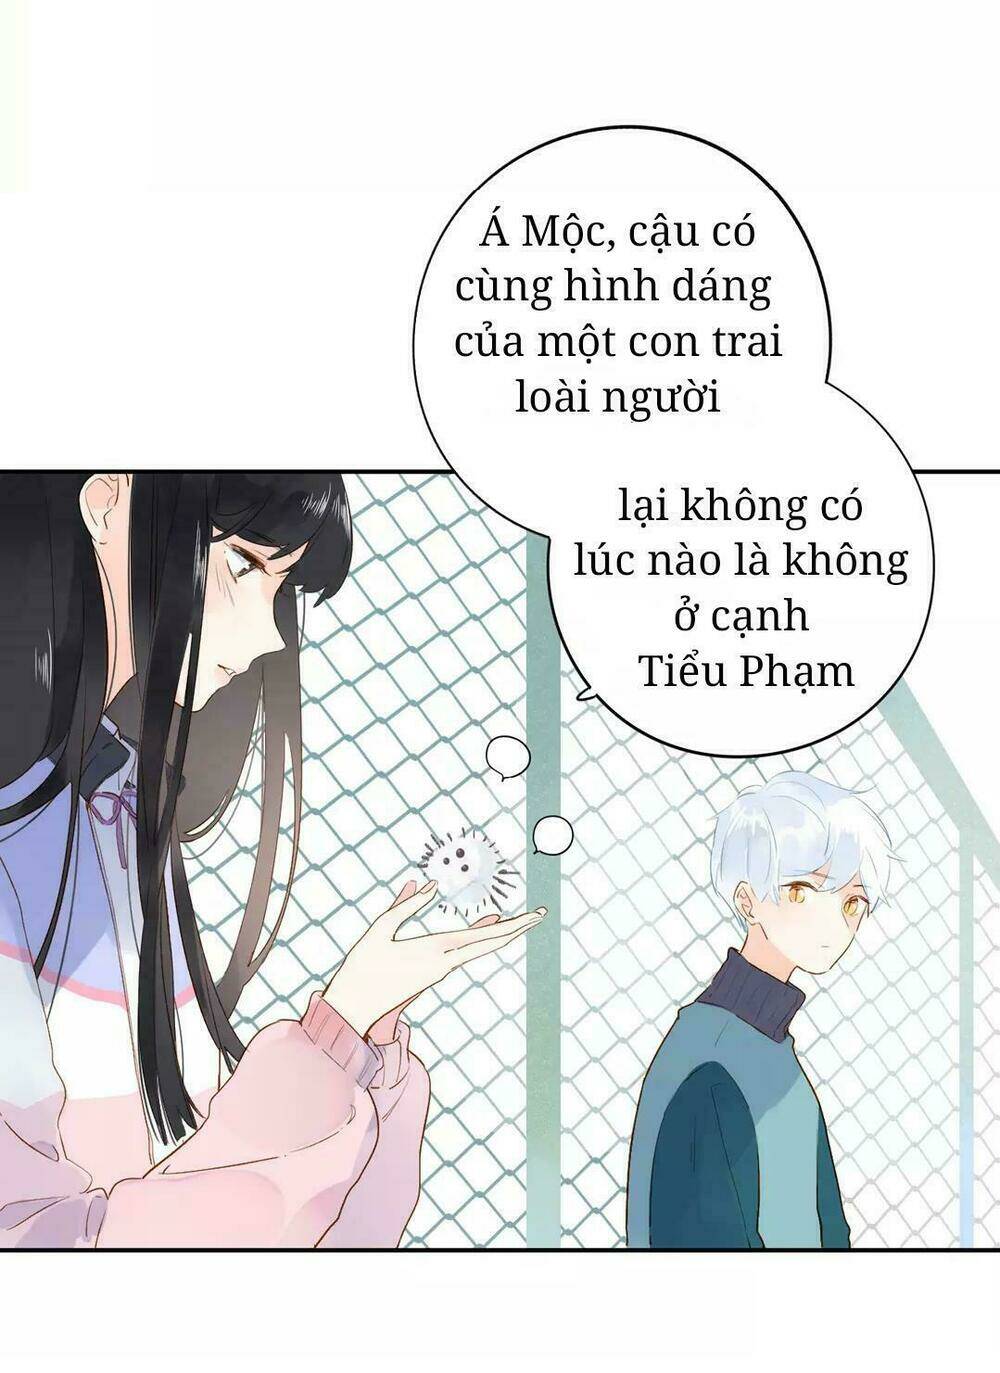 Á Mộc, cậu có
cùng hình dáng
của một con trai
loài người
lại không có
lúc nào là không
ở cạnh
Tiểu Phạm